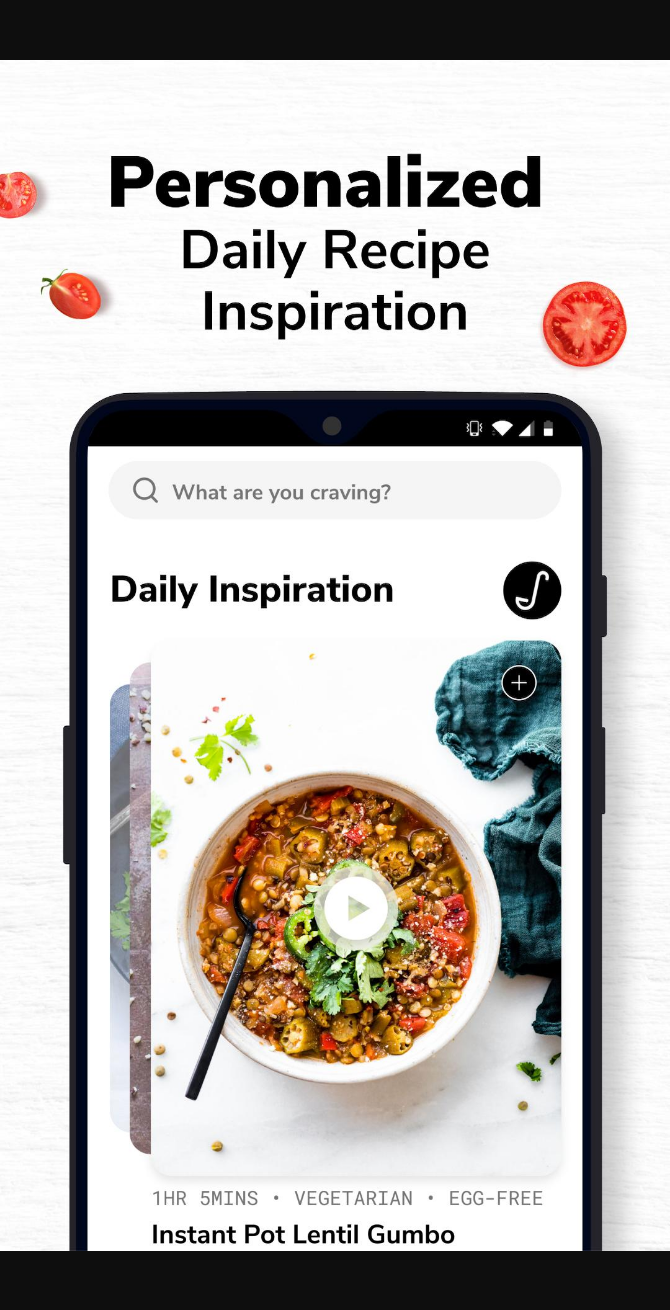 Personalized
Daily Recipe
Inspiration
What are you craving?
Daily Inspiration
1HR 5MINS • VEGETARIAN • EGG-FREE
Instant Pot Lentil Gumbo